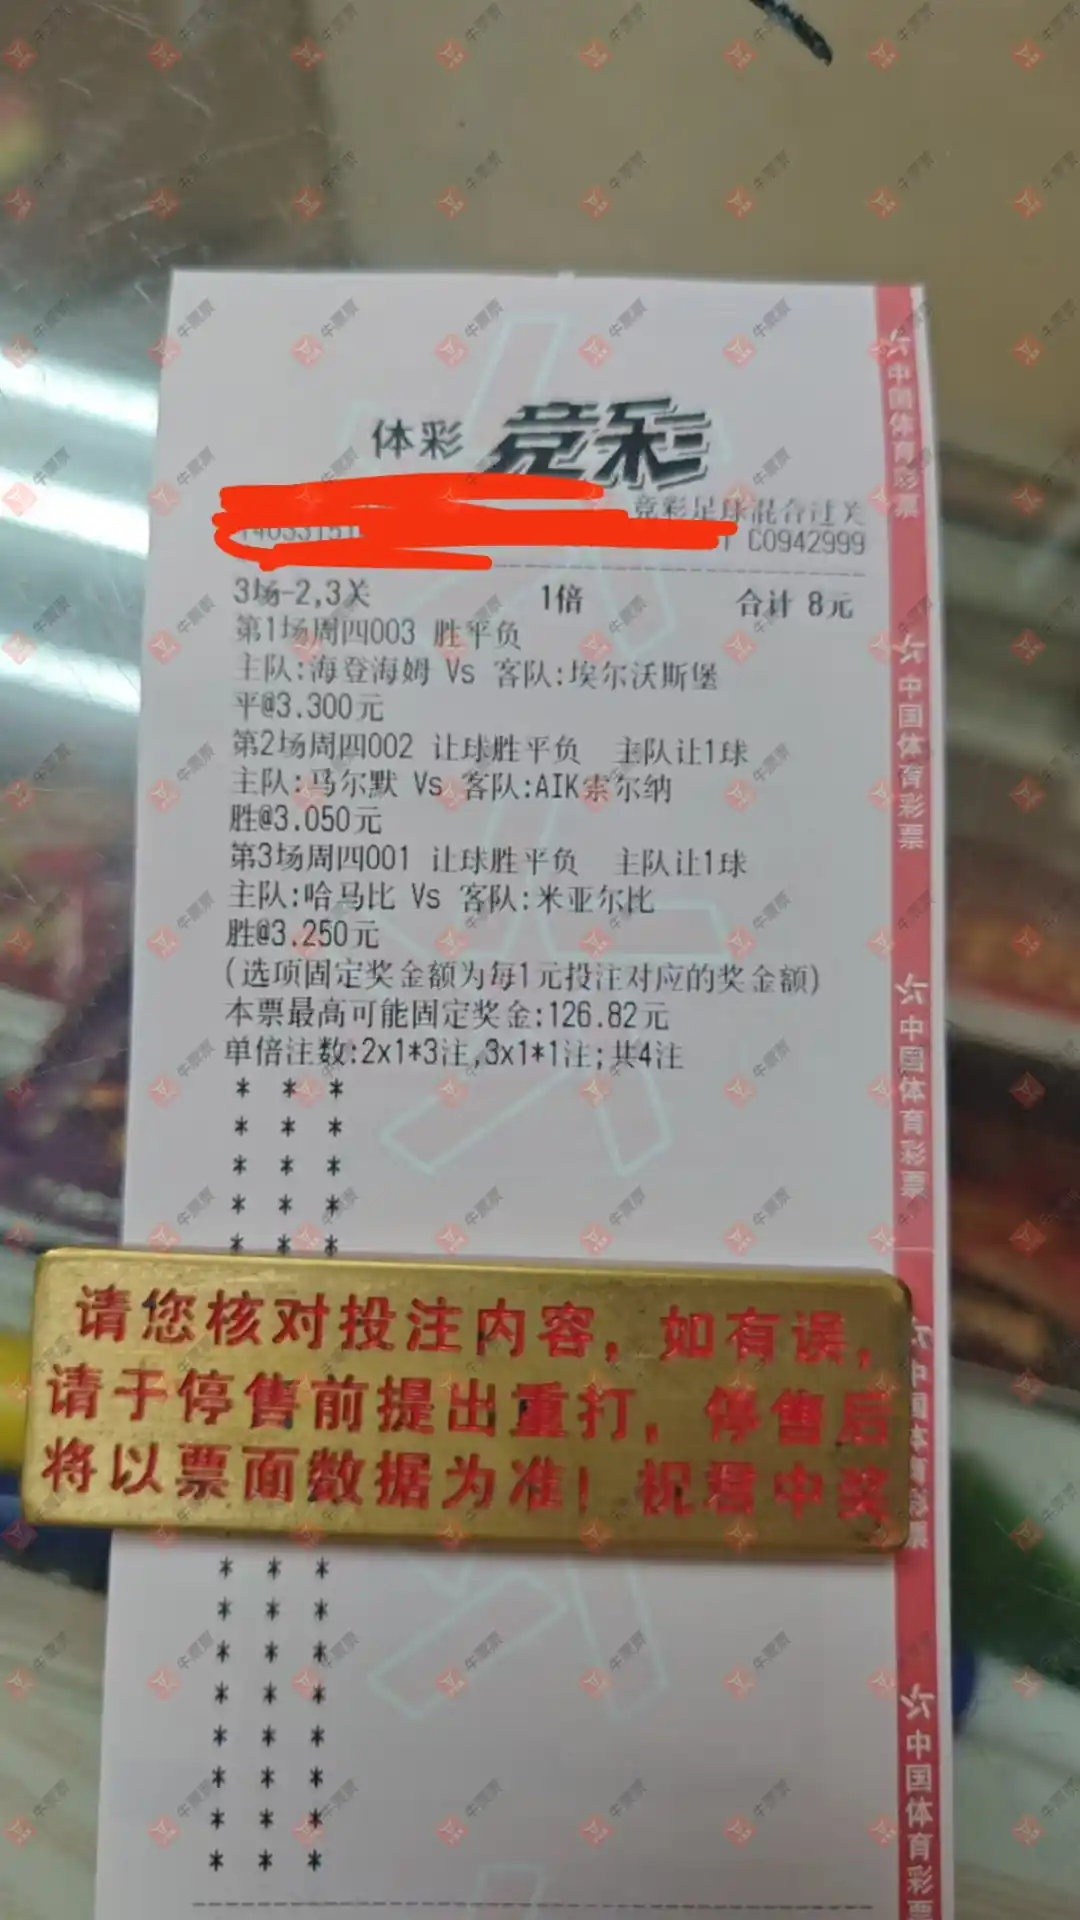 体彩 竞彩
竞彩足球混合过关
C0942999
3场-2,3关 1倍 合计 8元
第1场周四003 胜平负
主队:海登海姆 Vs 客队:埃尔沃斯堡
平@3.300元
第2场周四002 让球胜平负 主队让1球
主队:马尔默 Vs 客队:AIK索尔纳
胜@3.050元
第3场周四001 让球胜平负 主队让1球
主队:哈马比 Vs 客队:米亚尔比
胜@3.250元
(选项固定奖金额为每1元投注对应的奖金额)
本票最高可能固定奖金:126.82元
单倍注数:2x1*3注,3x1*1注;共4注
* * *
* * *
* * *
* * *
* * *
请您核对投注内容，如有误，
请于停售前提出重打，停售后
将以票面数据为准！祝君中奖
* * *
* * *
* * *
* * *
* * *
* * *
* * *
* * *
中国体育彩票
中国体育彩票
中国体育彩票
中国体育彩票
中国体育彩票
牛票票